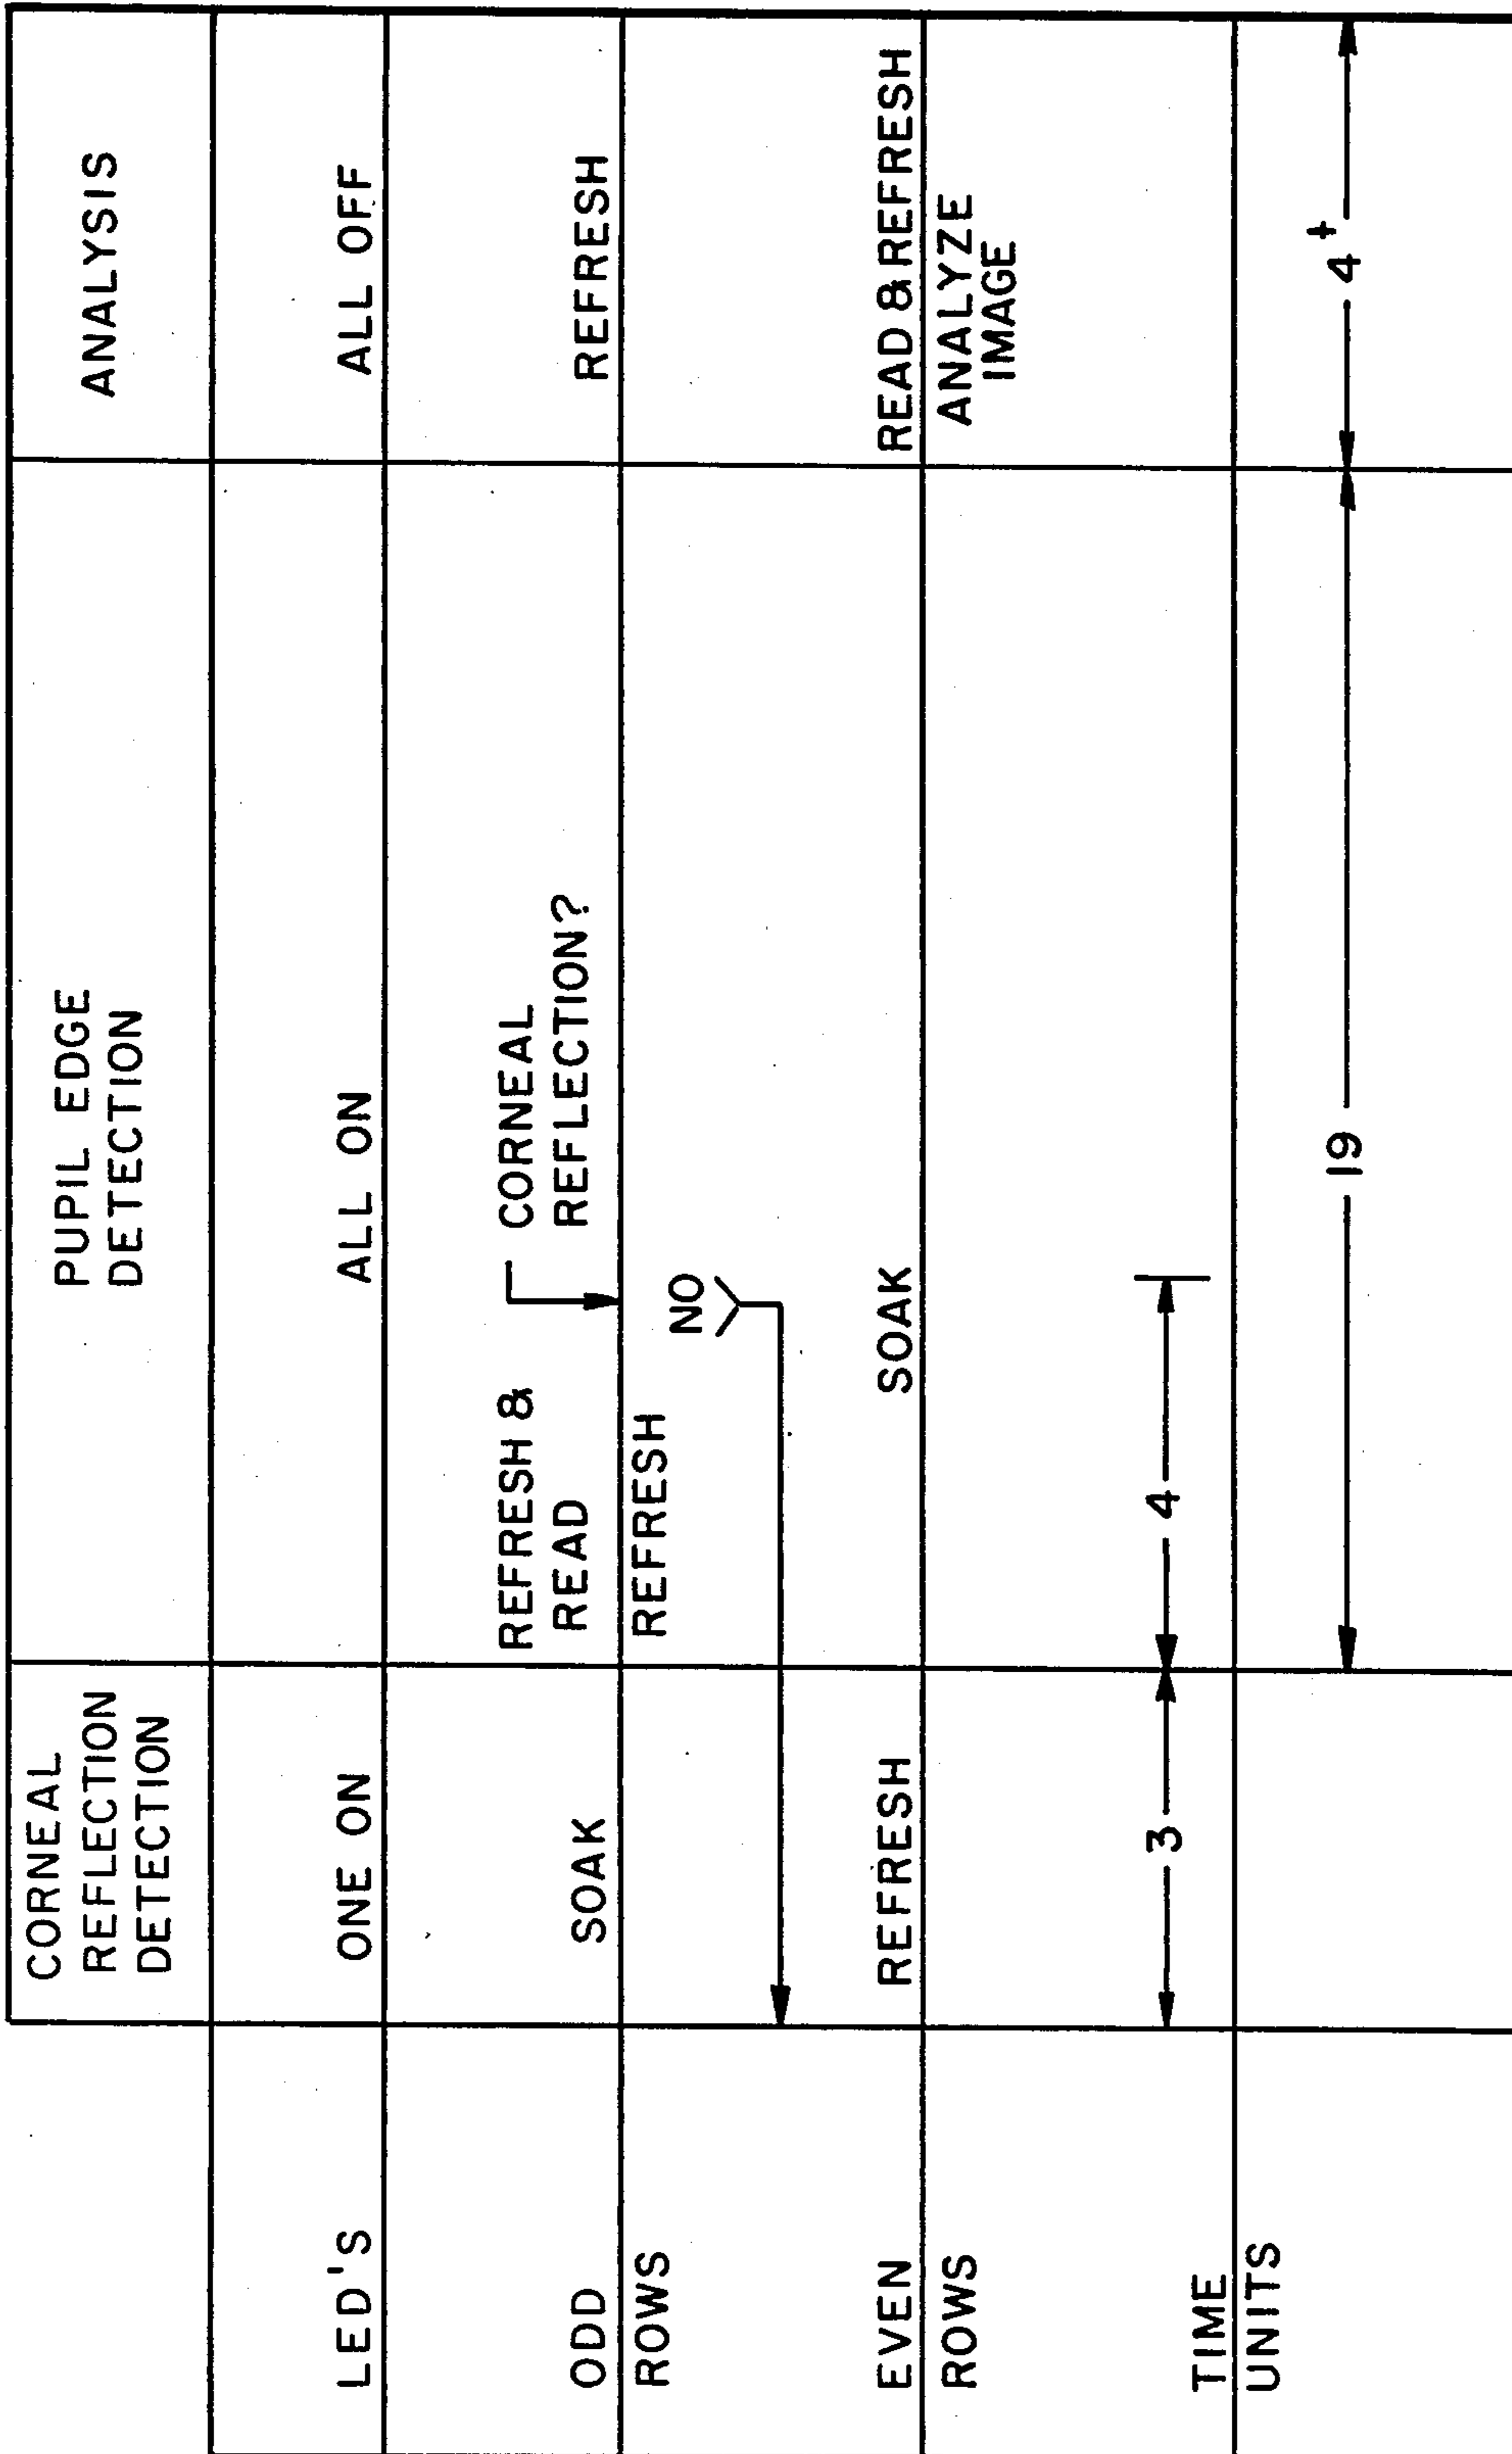 CORNEAL
REFLECTION
DETECTION
PUPIL EDGE
DETECTION
ANALYSIS
LED'S
ONE ON
ALL ON
ALL OFF
ODD
ROWS
SOAK
REFRESH &
READ
REFRESH
CORNEAL
REFLECTION?
NO
REFRESH
EVEN
ROWS
REFRESH
SOAK
READ & REFRESH
ANALYZE
IMAGE
TIME
UNITS
3
4
19
4+